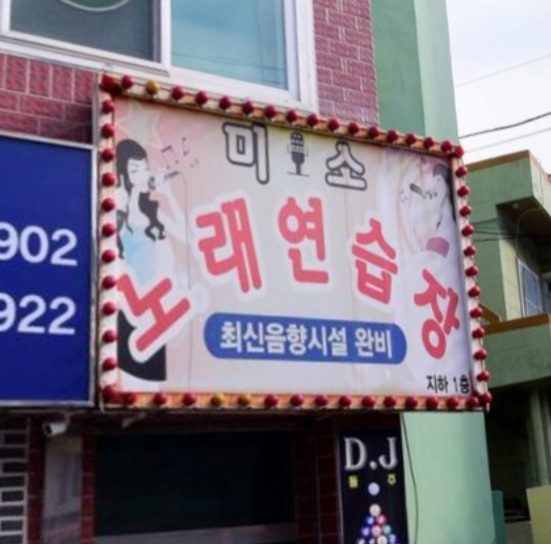 미소
노래연습장
최신음향시설 완비
지하 1층
902
922
D.J